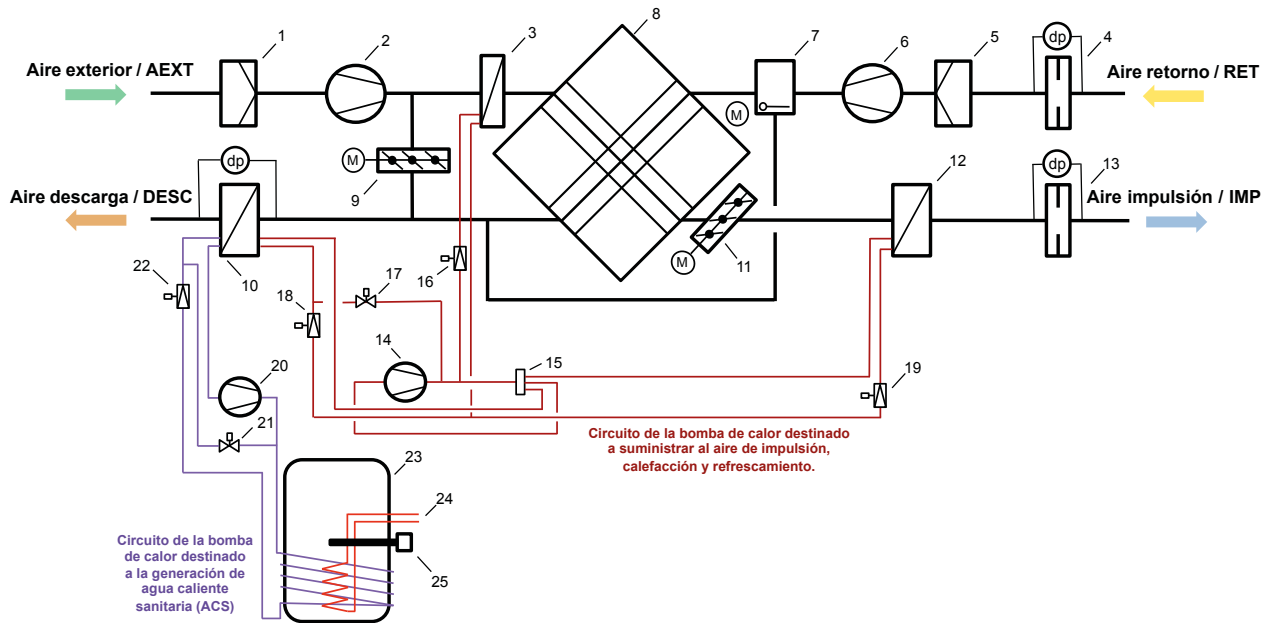 1
2
3
8
7
6
5
dp
4
Aire exterior / AEXT
Aire retorno / RET
M
dp
M
9
dp
12
13
Aire descarga / DESC
Aire impulsión / IMP
M
11
22
10
16
17
18
14
15
19
20
21
Circuito de la bomba de calor destinado
a suministrar al aire de impulsión,
calefacción y refrescamiento.
23
24
25
Circuito de la bomba
de calor destinado
a la generación de
agua caliente
sanitaria (ACS)